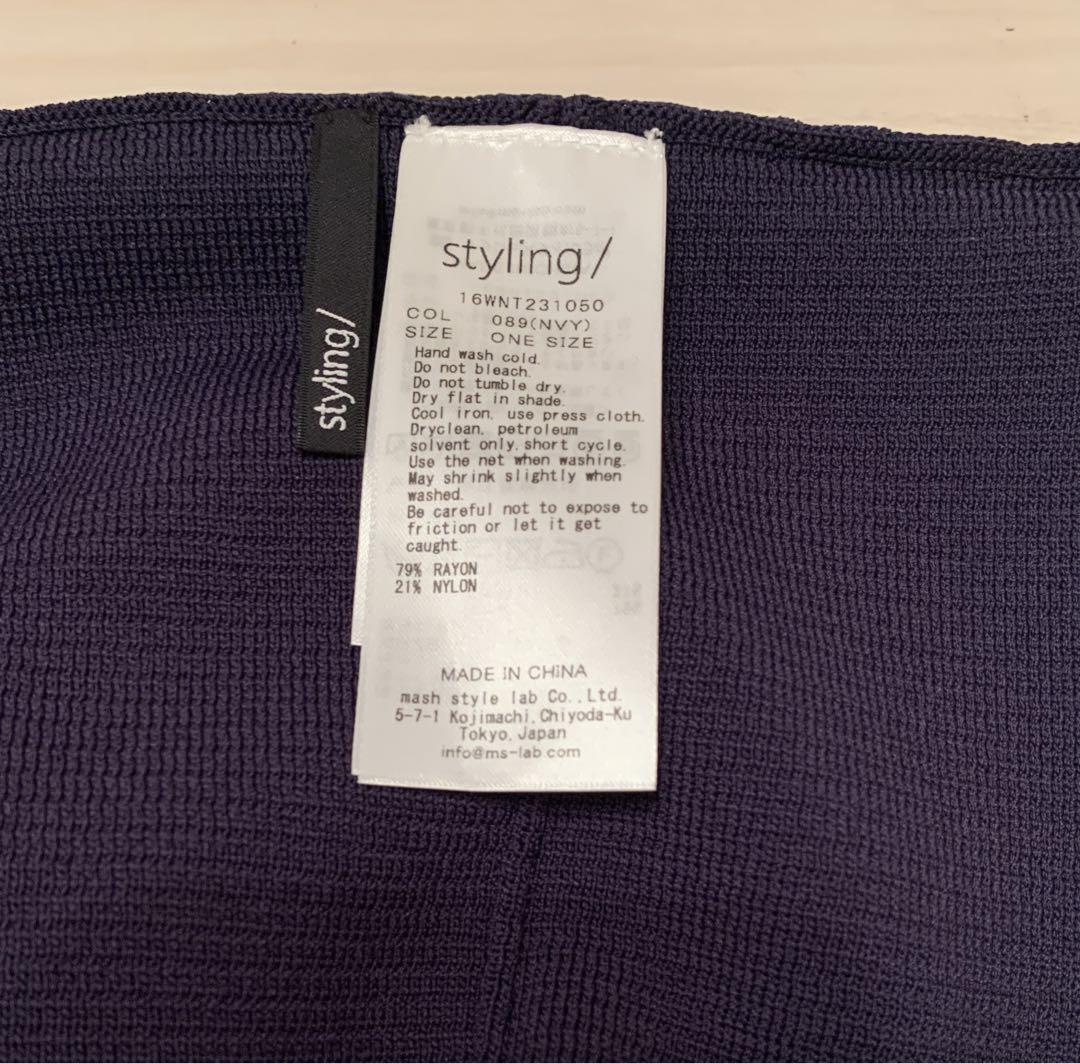 styling/
styling/
16WNT231050
COL 089(NVY)
SIZE ONE SIZE
Hand wash cold.
Do not bleach.
Do not tumble dry.
Dry flat in shade.
Cool iron, use press cloth.
Dryclean, petroleum
solvent only, short cycle.
Use the net when washing.
May shrink slightly when
washed.
Be careful not to expose to
friction or let it get
caught.
79% RAYON
21% NYLON
MADE IN CHINA
mash style lab Co.,Ltd.
5-7-1 Kojimachi,Chiyoda-Ku
Tokyo,Japan
info@ms-lab.com